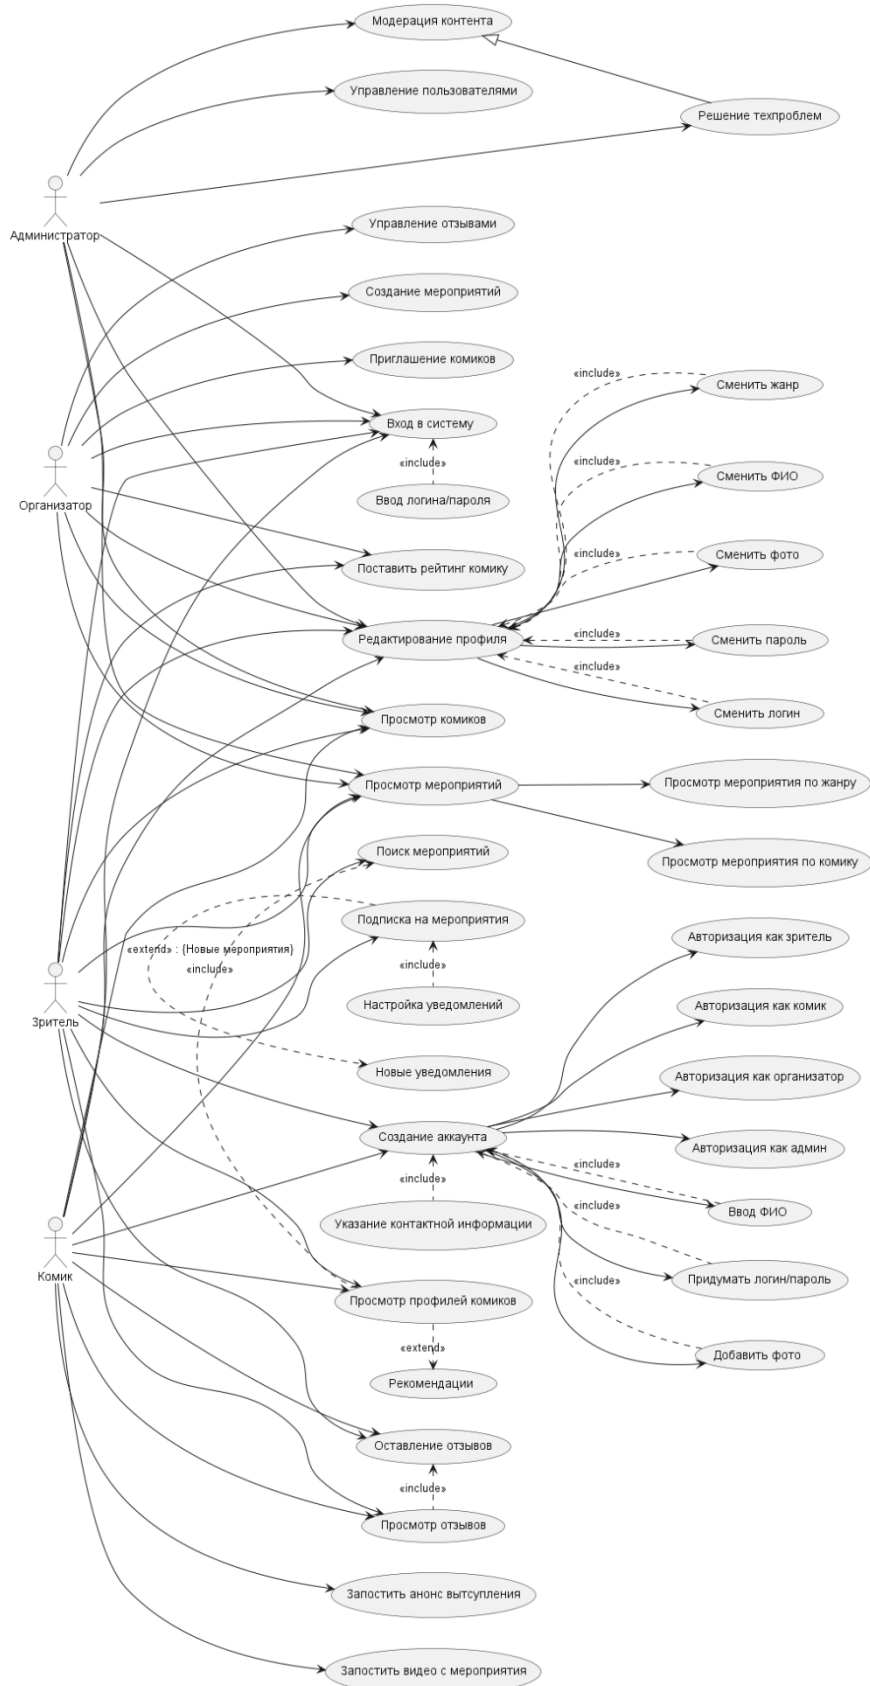 Модерация контента
Управление пользователями
Решение техпроблем
Администратор
Управление отзывами
Создание мероприятий
Приглашение комиков
«include»
Сменить жанр
Вход в систему
«include»
«include»
Сменить ФИО
Ввод логина/пароля
Организатор
«include»
Сменить фото
Поставить рейтинг комику
«include»
Редактирование профиля
Сменить пароль
«include»
Сменить логин
Просмотр комиков
Просмотр мероприятий
Просмотр мероприятия по жанру
Поиск мероприятий
Просмотр мероприятия по комику
Подписка на мероприятия
Авторизация как зритель
«extend» : {Новые мероприятия}
«include»
«include»
Настройка уведомлений
Авторизация как комик
Зритель
Новые уведомления
Авторизация как организатор
Создание аккаунта
Авторизация как админ
«include»
«include»
Ввод ФИО
«include»
Указание контактной информации
Комик
Придумать логин/пароль
«include»
Просмотр профилей комиков
«extend»
Добавить фото
Рекомендации
Оставление отзывов
«include»
Просмотр отзывов
Запостить анонс вытсупления
Запостить видео с мероприятия